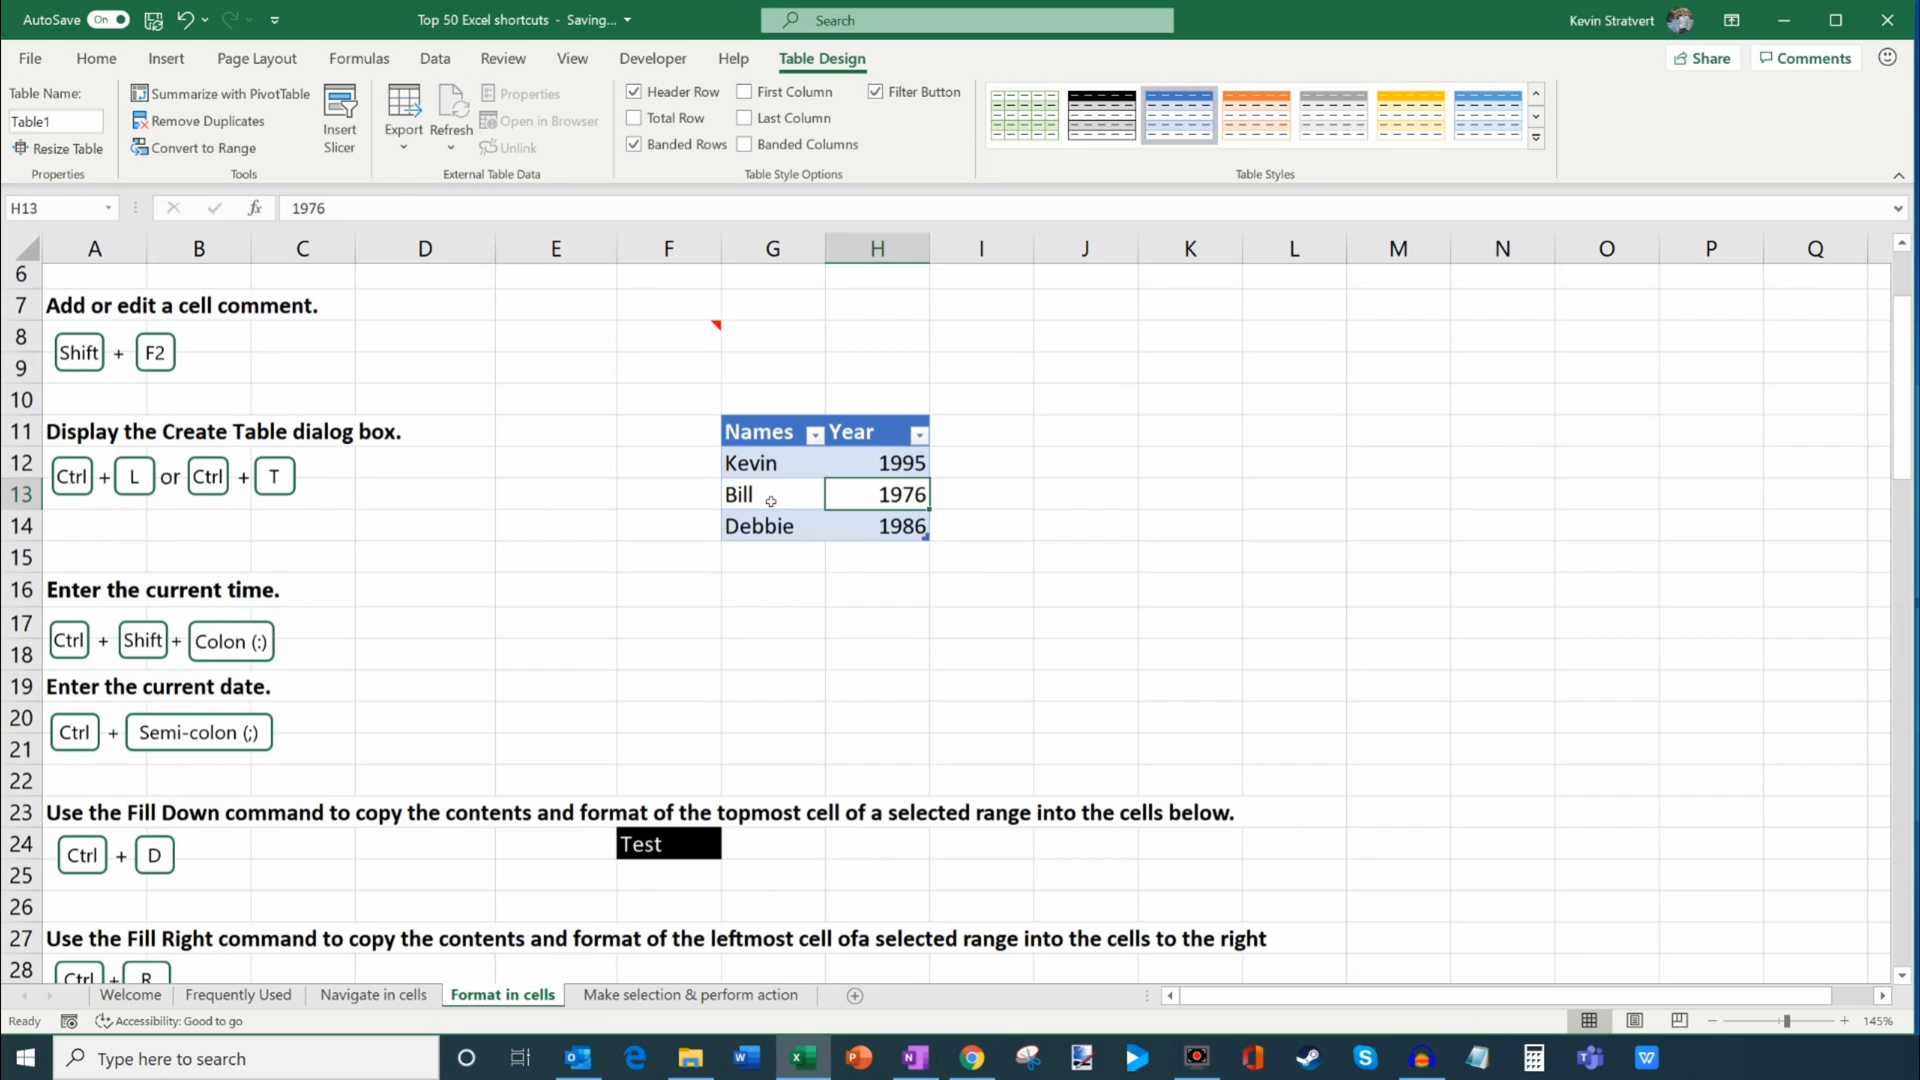 AutoSave On Top 50 Excel shortcuts - Saving... Search Kevin Stratvert
File Home Insert Page Layout Formulas Data Review View Developer Help Table Design Share Comments
Table Name:
Table1
Resize Table
Properties
Summarize with PivotTable
Remove Duplicates
Convert to Range
Tools
Insert
Slicer
Export
Refresh
Properties
Open in Browser
Unlink
External Table Data
Header Row First Column Filter Button
Total Row Last Column
Banded Rows Banded Columns
Table Style Options
Table Styles
H13 fx 1976
A B C D E F G H I J K L M N O P Q
6
7 Add or edit a cell comment.
8
Shift + F2
9
10
11 Display the Create Table dialog box. Names Year
12 Kevin 1995
Ctrl + L or Ctrl + T
13 Bill 1976
14 Debbie 1986
15
16 Enter the current time.
17
Ctrl + Shift + Colon (:)
18
19 Enter the current date.
20
Ctrl + Semi-colon (;)
21
22
23 Use the Fill Down command to copy the contents and format of the topmost cell of a selected range into the cells below.
24 Test
Ctrl + D
25
26
27 Use the Fill Right command to copy the contents and format of the leftmost cell ofa selected range into the cells to the right
28
Ctrl + R
Welcome Frequently Used Navigate in cells Format in cells Make selection & perform action
Ready Accessibility: Good to go 145%
Type here to search